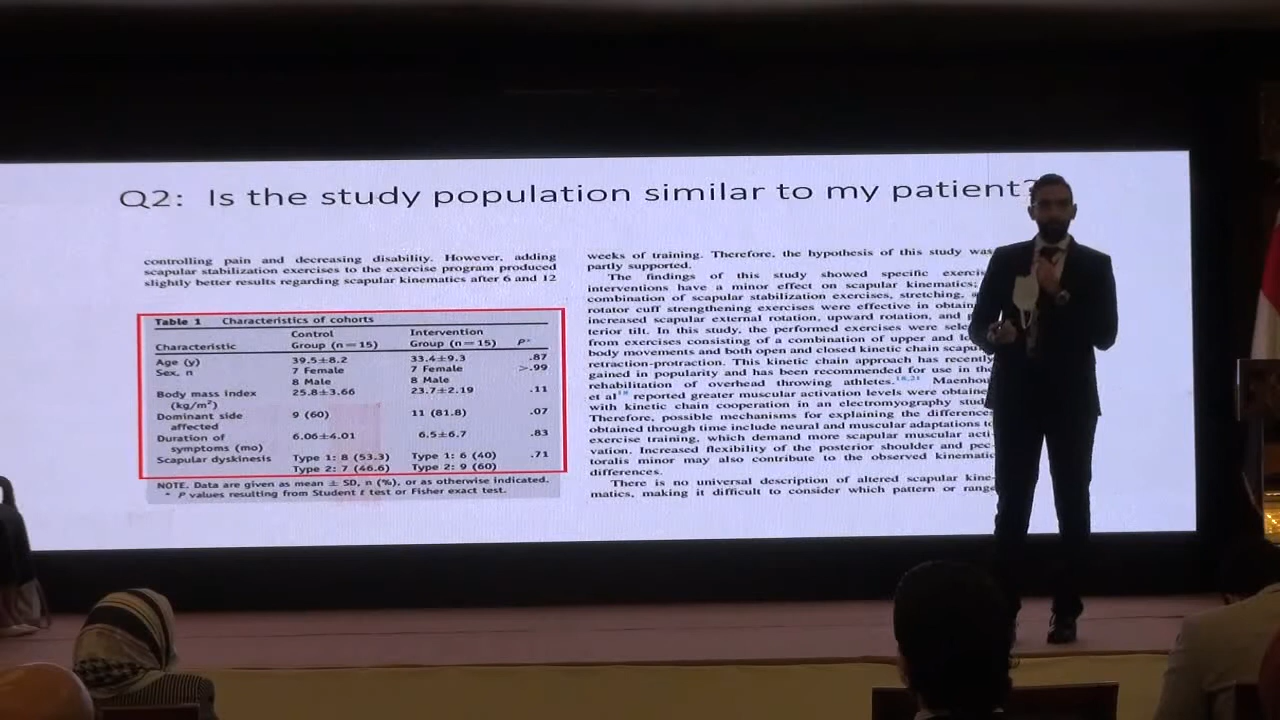 Q2: Is the study population similar to my patient?
controlling pain and decreasing disability. However, adding
scapular stabilization exercises to the exercise program produced
slightly better results regarding scapular kinematics after 6 and 12
Table 1 Characteristics of cohorts
Characteristic Control Group (n=15) Intervention Group (n=15) P*
Age (y) 39.5±8.2 33.4±9.3 .87
Sex, n 7 Female 7 Female >.99
8 Male 8 Male
Body mass index (kg/m²) 25.8±3.66 23.7±2.19 .11
Dominant side affected 9 (60) 11 (81.8) .07
Duration of symptoms (mo) 6.06±4.01 6.5±6.7 .83
Scapular dyskinesis Type 1: 8 (53.3) Type 1: 6 (40) .71
Type 2: 7 (46.6) Type 2: 9 (60)
NOTE. Data are given as mean ± SD, n (%), or as otherwise indicated.
* P values resulting from Student t test or Fisher exact test.
weeks of training. Therefore, the hypothesis of this study was
partly supported.
The findings of this study showed specific
interventions have a minor effect on scapular kinematics;
combination of scapular stabilization exercises, stretching,
rotator cuff strengthening exercises were effective in
increased scapular external rotation, upward rotation, and
terior tilt. In this study, the performed exercises were
from exercises consisting of a combination of upper and
body movements and both open and closed kinetic chain
retraction-protraction. This kinetic chain approach has recently
gained in popularity and has been recommended for use in the
rehabilitation of overhead throwing athletes.
et al reported greater muscular activation levels were
with kinetic chain cooperation in an electromyography
Therefore, possible mechanisms for explaining the differences
obtained through time include neural and muscular adaptations
exercise training, which demand more scapular muscular acti-
vation. Increased flexibility of the posterior shoulder and pec-
toralis minor may also contribute to the observed kinematic
differences.
There is no universal description of altered scapular kine-
matics, making it difficult to consider which pattern or range